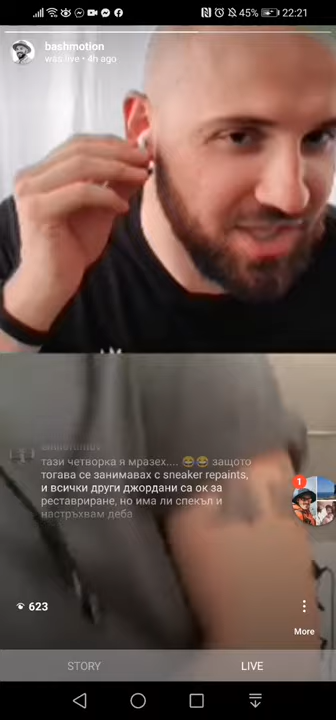 45% 22:21
bashmotion
was live • 4h ago
тази четворка я мразех.... 😂😂 защото
тогава се занимавах с sneaker repaints,
и всички други джордани са ок за
реставриране, но има ли спекъл и
настръхвам деба
1
623
More
STORY
LIVE